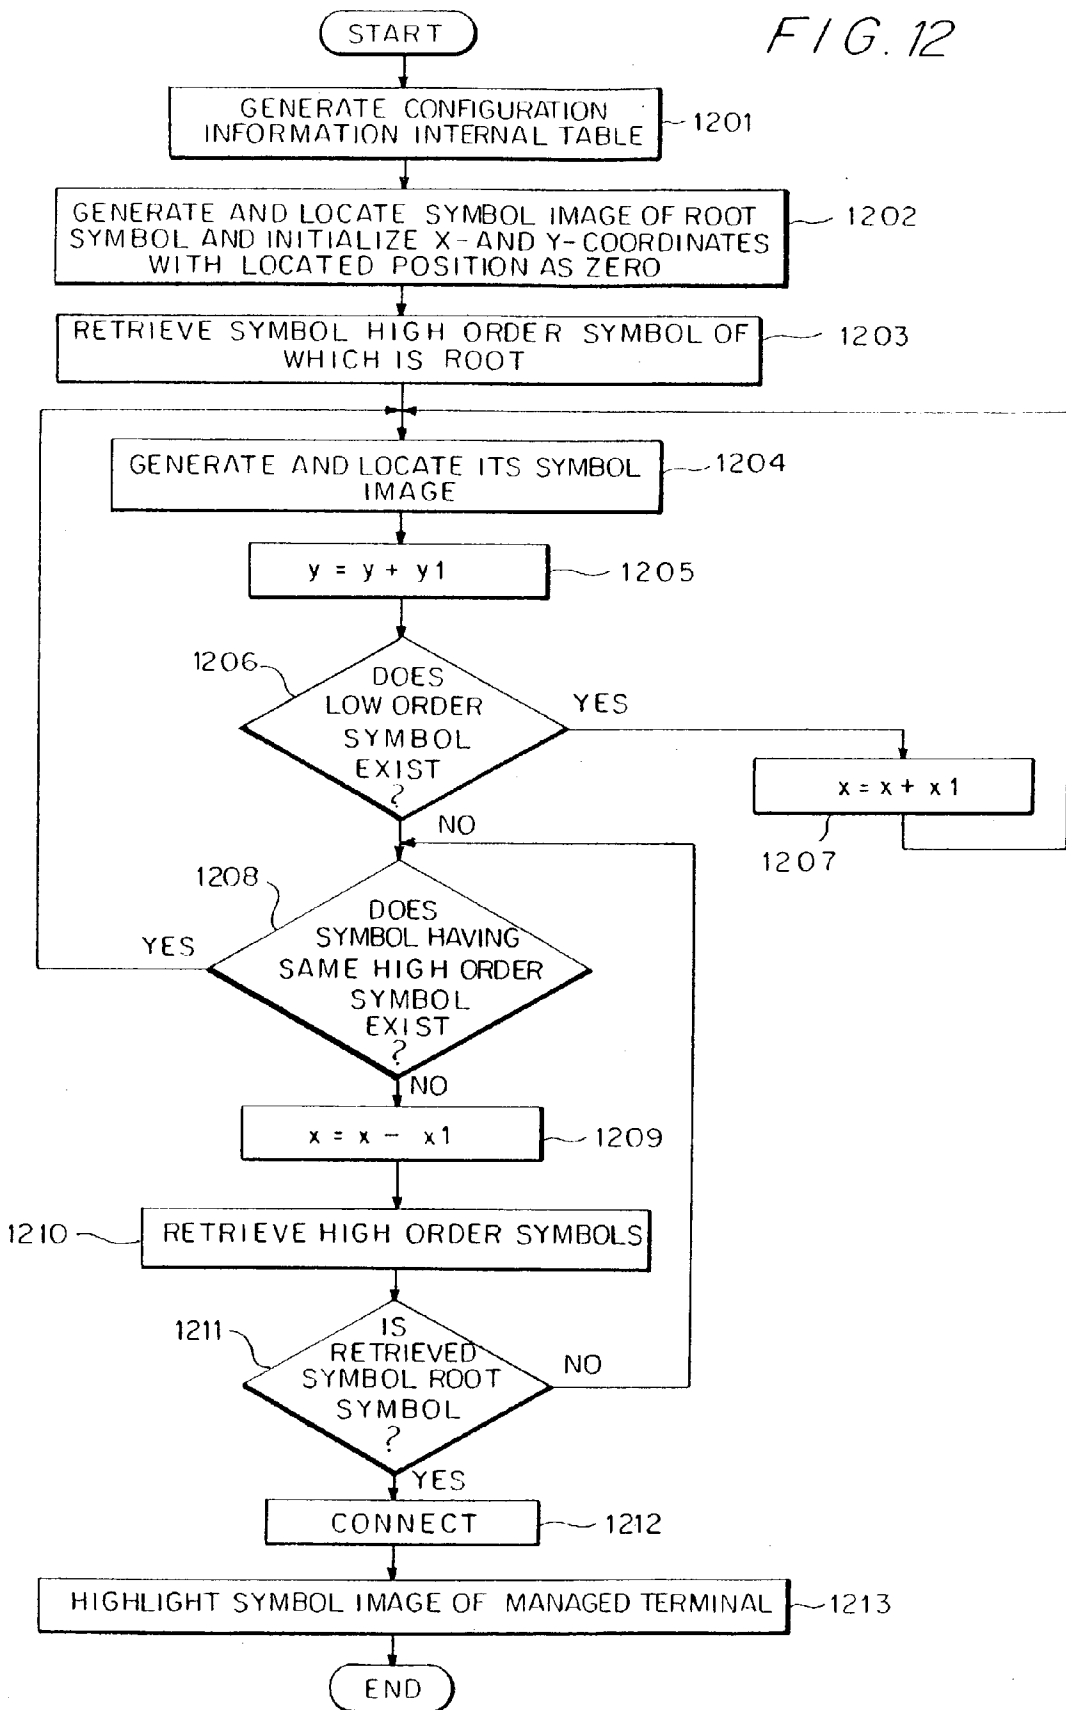 FIG. 12
START
GENERATE CONFIGURATION
INFORMATION INTERNAL TABLE
1201
GENERATE AND LOCATE SYMBOL IMAGE OF ROOT
SYMBOL AND INITIALIZE X- AND Y-COORDINATES
WITH LOCATED POSITION AS ZERO
1202
RETRIEVE SYMBOL HIGH ORDER SYMBOL OF
WHICH IS ROOT
1203
GENERATE AND LOCATE ITS SYMBOL
IMAGE
1204
y = y + y1
1205
1206
DOES
LOW ORDER
SYMBOL
EXIST
?
YES
NO
x = x + x1
1207
1208
DOES
SYMBOL HAVING
SAME HIGH ORDER
SYMBOL
EXIST
?
YES
NO
x = x - x1
1209
1210
RETRIEVE HIGH ORDER SYMBOLS
1211
IS
RETRIEVED
SYMBOL ROOT
SYMBOL
?
NO
YES
CONNECT
1212
HIGHLIGHT SYMBOL IMAGE OF MANAGED TERMINAL
1213
END